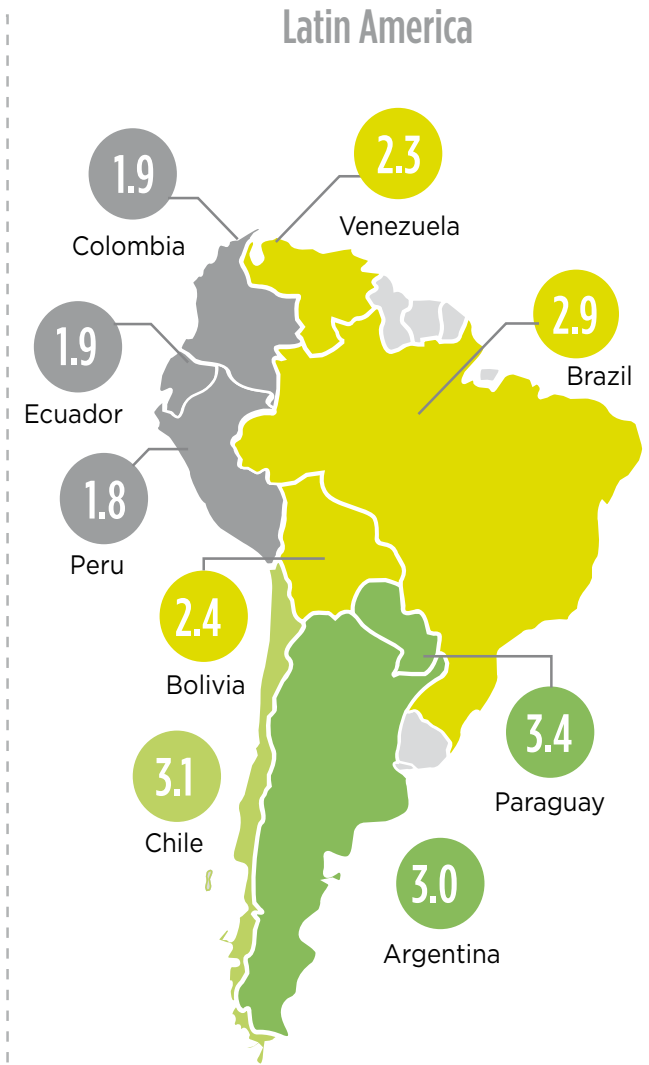 Latin America
1.9
Colombia
2.3
Venezuela
1.9
Ecuador
2.9
Brazil
1.8
Peru
2.4
Bolivia
3.4
Paraguay
3.1
Chile
3.0
Argentina